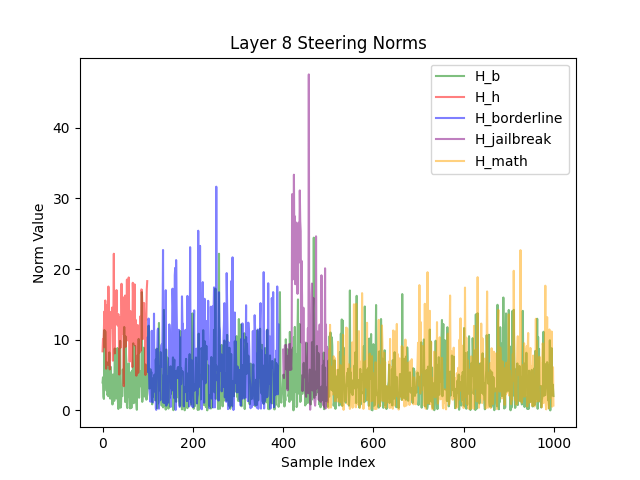 Layer 8 Steering Norms
H_b
H_h
H_borderline
H_jailbreak
H_math
Norm Value
40
30
20
10
0
0 200 400 600 800 1000
Sample Index